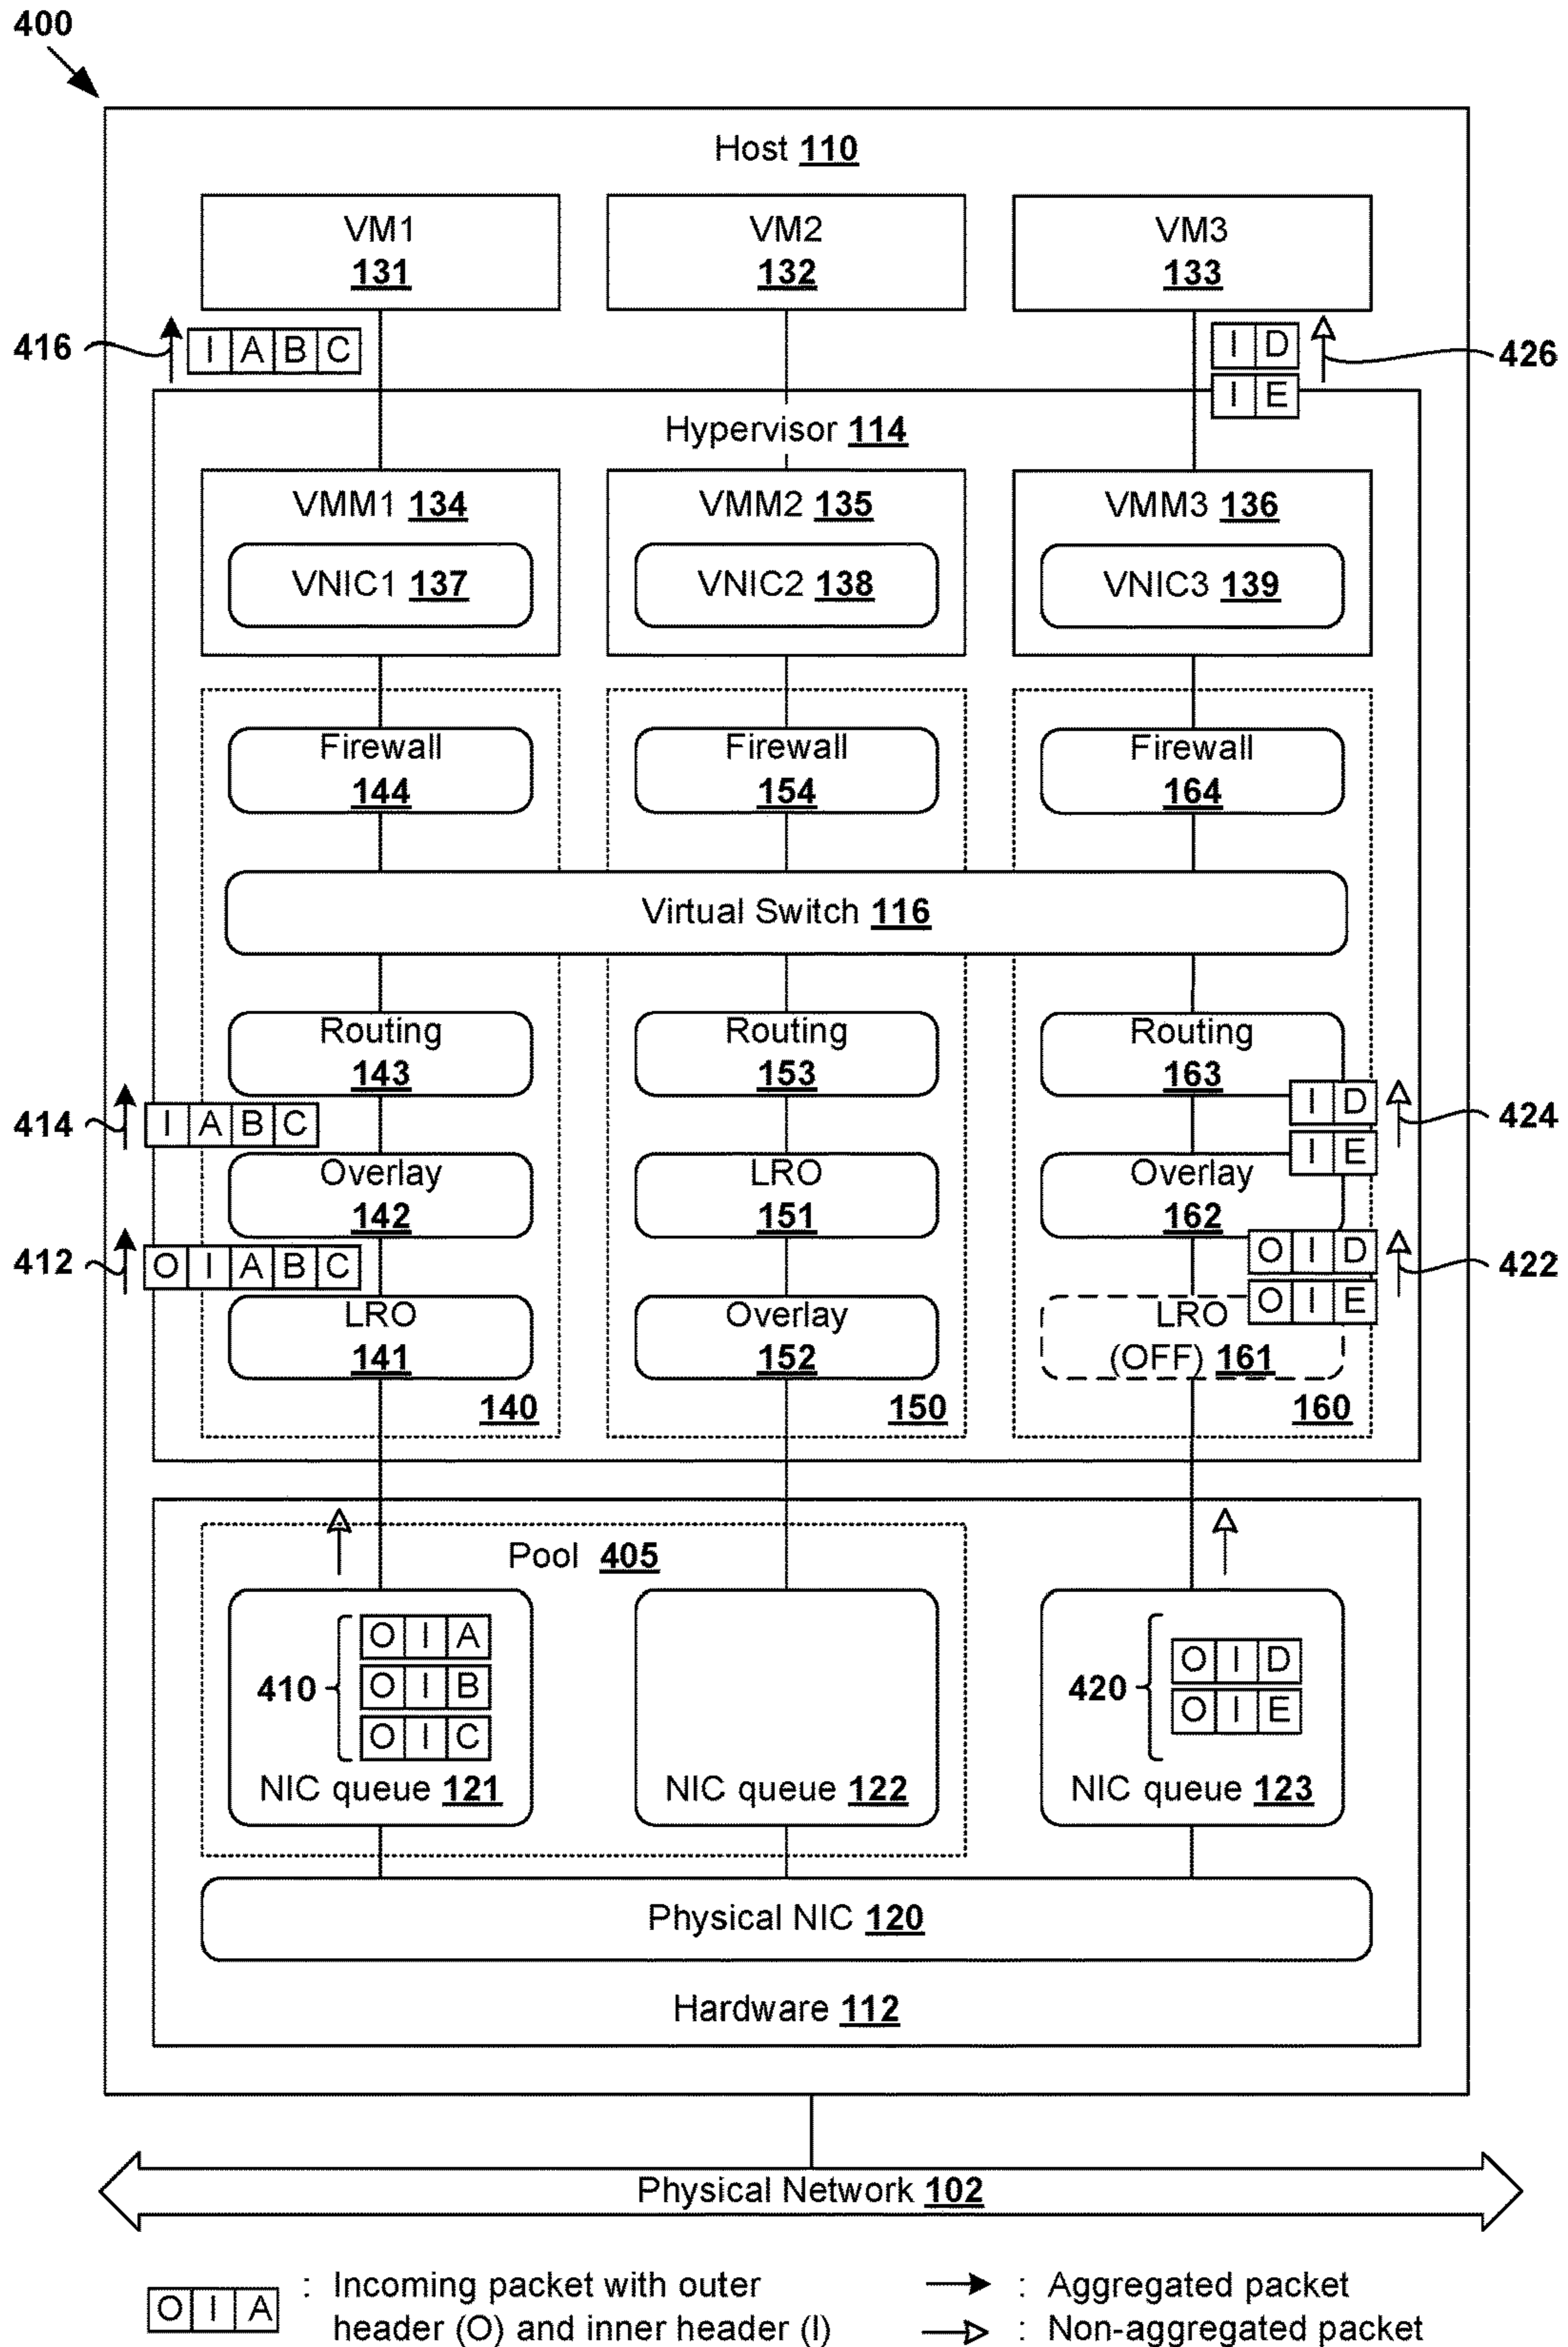 400
Host 110
VM1
131
VM2
132
VM3
133
416
I A B C
I D
I E
426
Hypervisor 114
VMM1 134
VNIC1 137
VMM2 135
VNIC2 138
VMM3 136
VNIC3 139
Firewall
144
Firewall
154
Firewall
164
Virtual Switch 116
Routing
143
Routing
153
Routing
163
414
I A B C
I D
I E
424
Overlay
142
LRO
151
Overlay
162
412
O I A B C
O I D
O I E
422
LRO
141
Overlay
152
LRO
(OFF) 161
140
150
160
Pool 405
410
O I A
O I B
O I C
NIC queue 121
NIC queue 122
420
O I D
O I E
NIC queue 123
Physical NIC 120
Hardware 112
Physical Network 102
O I A
: Incoming packet with outer
header (O) and inner header (I)
: Aggregated packet
: Non-aggregated packet